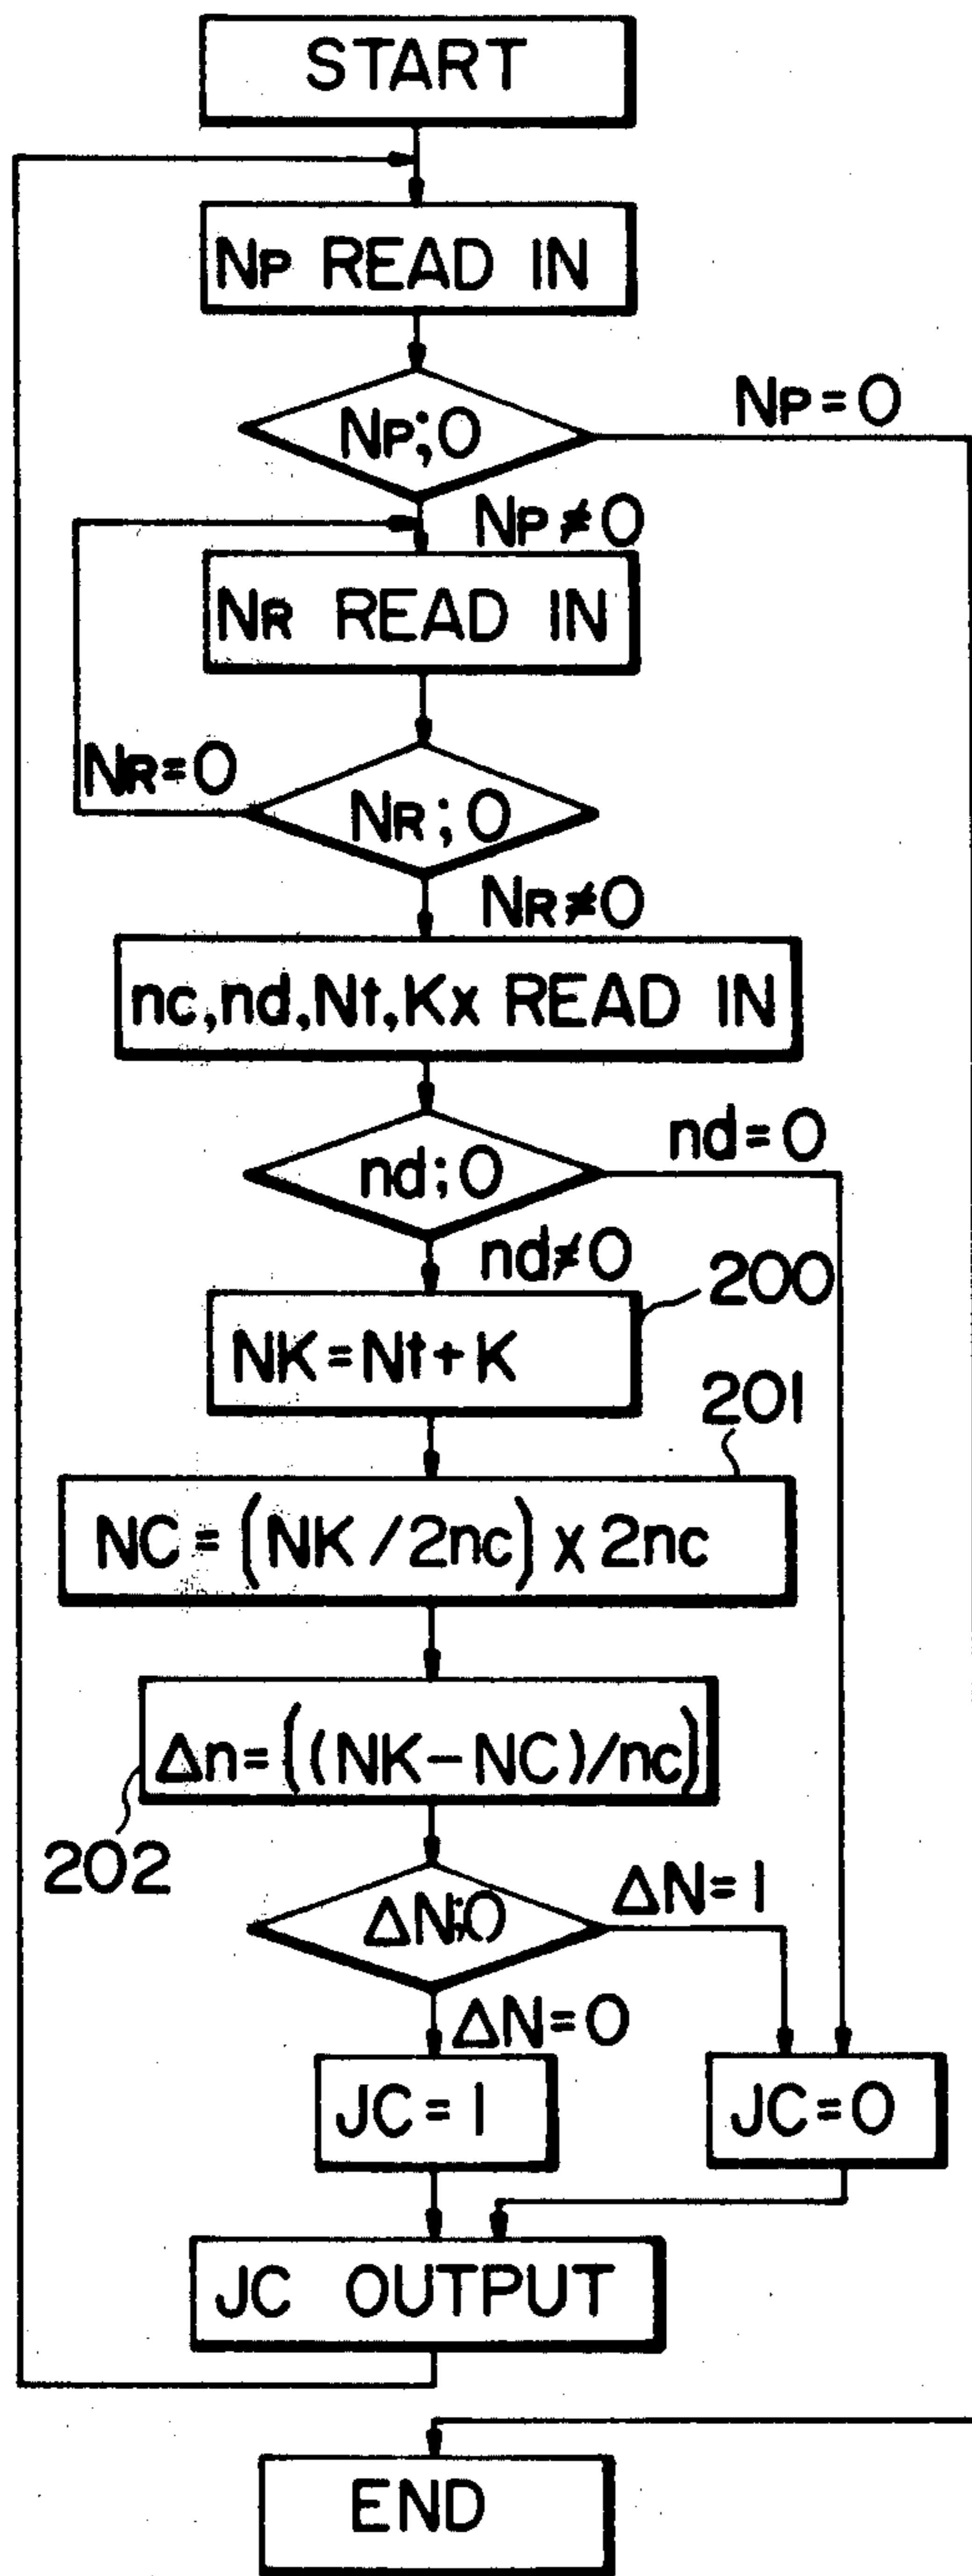 START
NP READ IN
NP;0
NP=0
NP≠0
NR READ IN
NR=0
NR;0
NR≠0
nc,nd,Nt,Kx READ IN
nd;0
nd=0
nd≠0
200
NK=Nt+K
201
NC=(NK/2nc)x2nc
Δn=((NK-NC)/nc)
202
ΔN;0
ΔN=1
ΔN=0
JC=1
JC=0
JC OUTPUT
END